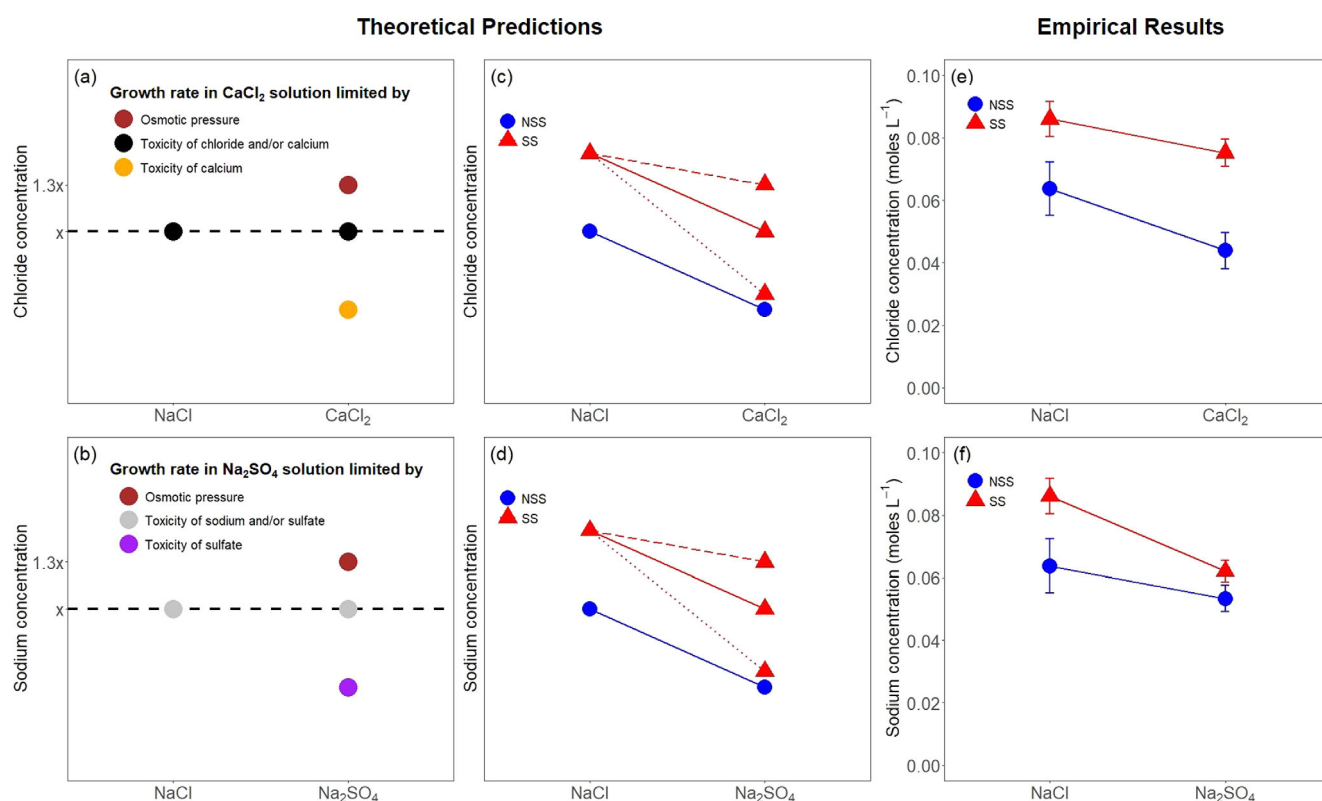 Theoretical Predictions
Empirical Results
(a)
Growth rate in CaCl₂ solution limited by
Osmotic pressure
Toxicity of chloride and/or calcium
Toxicity of calcium
1.3x
x
Chloride concentration
NaCl
CaCl₂
(c)
NSS
SS
Chloride concentration
NaCl
CaCl₂
(e)
NSS
SS
0.10
0.08
0.06
0.04
0.02
0.00
Chloride concentration (moles L⁻¹)
NaCl
CaCl₂
(b)
Growth rate in Na₂SO₄ solution limited by
Osmotic pressure
Toxicity of sodium and/or sulfate
Toxicity of sulfate
1.3x
x
Sodium concentration
NaCl
Na₂SO₄
(d)
NSS
SS
Sodium concentration
NaCl
Na₂SO₄
(f)
NSS
SS
0.10
0.08
0.06
0.04
0.02
0.00
Sodium concentration (moles L⁻¹)
NaCl
Na₂SO₄